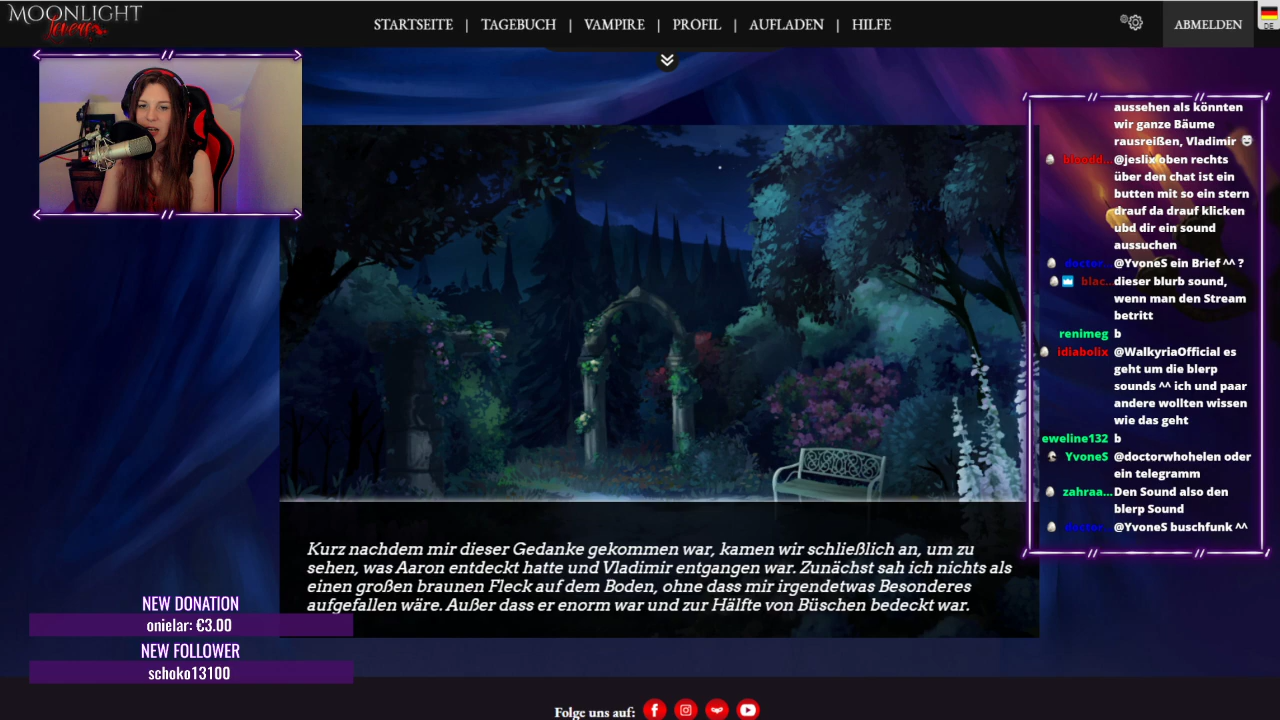 MOONLIGHT
Lovers
STARTSEITE | TAGEBUCH | VAMPIRE | PROFIL | AUFLADEN | HILFE
ABMELDEN
DE
aussehen als könnten
wir ganze Bäume
rausreißen, Vladimir
@jeslix oben rechts
über den chat ist ein
butten mit so ein stern
drauf da drauf klicken
ubd dir ein sound
aussuchen
doctor... @YvoneS ein Brief ^^ ?
blac... dieser blurb sound,
wenn man den Stream
betritt
renimeg b
idiabolix @WalkyriaOfficial es
geht um die blerp
sounds ^^ ich und paar
andere wollten wissen
wie das geht
eweline132 b
YvoneS @doctorwhohelen oder
ein telegramm
zahraa... Den Sound also den
blerp Sound
doctor... @YvoneS buschfunk ^^
Kurz nachdem mir dieser Gedanke gekommen war, kamen wir schließlich an, um zu
sehen, was Aaron entdeckt hatte und Vladimir entgangen war. Zunächst sah ich nichts als
einen großen braunen Fleck auf dem Boden, ohne dass mir irgendetwas Besonderes
aufgefallen wäre. Außer dass er enorm war und zur Hälfte von Büschen bedeckt war.
NEW DONATION
onielar: €3.00
NEW FOLLOWER
schoko13100
Folge uns auf: